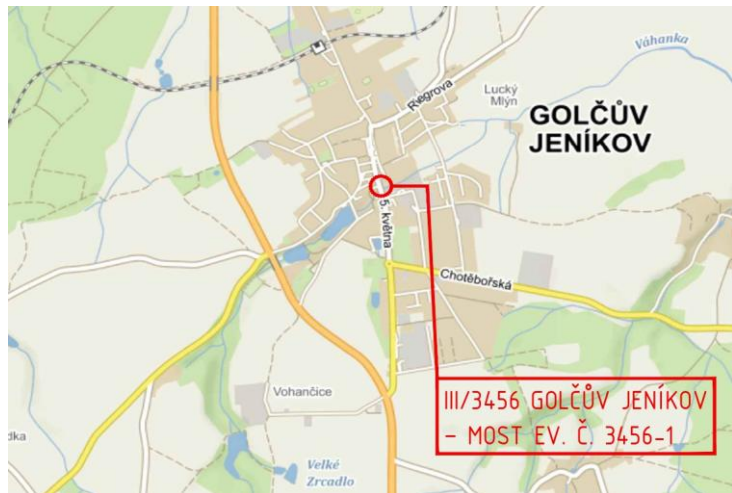 Váhanka
Lucký
Mlýn
Riegrova
GOLČŮV
JENÍKOV
5. května
Chotěbořská
Vohančice
III/3456 GOLČŮV JENÍKOV
– MOST EV. Č. 3456-1
dka
Velké
Zrcadlo